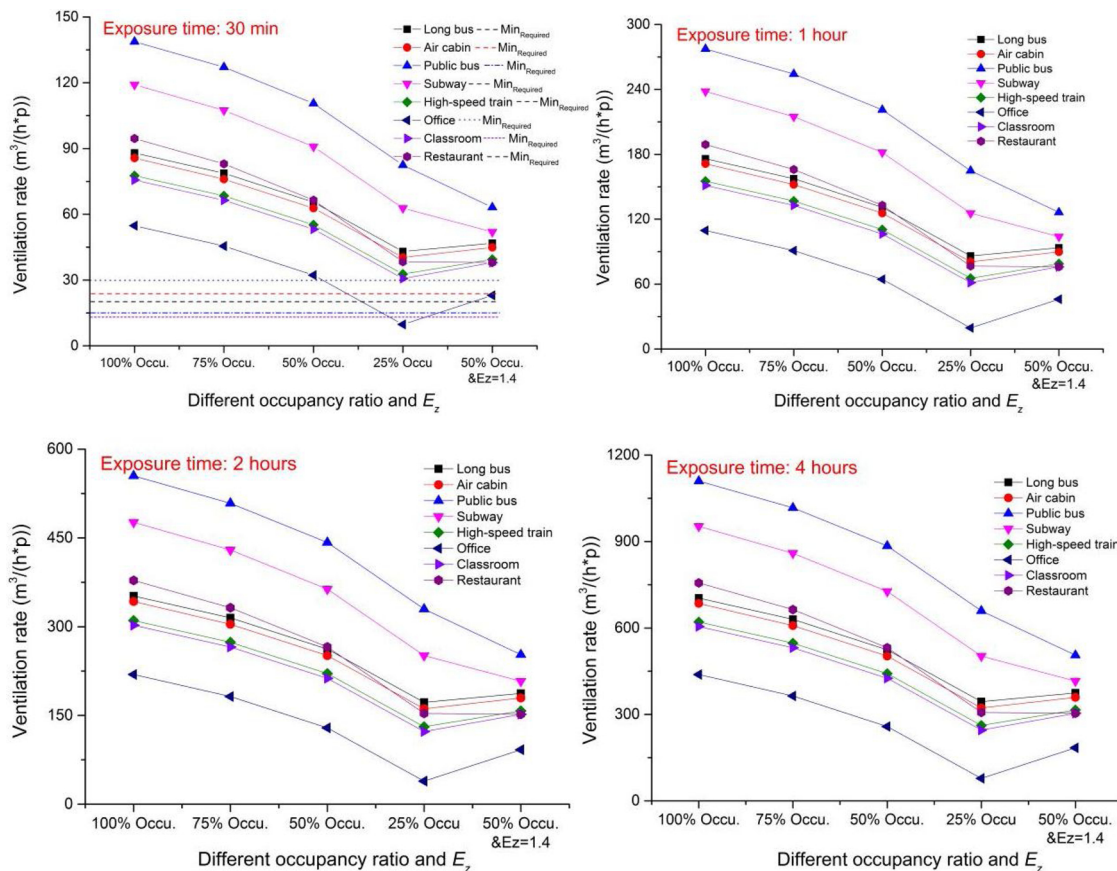 Exposure time: 30 min
Ventilation rate (m³/(h*p))
150
120
90
60
30
0
Long bus Min_Required
Air cabin Min_Required
Public bus Min_Required
Subway Min_Required
High-speed train Min_Required
Office Min_Required
Classroom Min_Required
Restaurant Min_Required
100% Occu. 75% Occu. 50% Occu. 25% Occu 50% Occu.
&Ez=1.4
Different occupancy ratio and E_z
Exposure time: 1 hour
Ventilation rate (m³/(h*p))
300
240
180
120
60
0
Long bus
Air cabin
Public bus
Subway
High-speed train
Office
Classroom
Restaurant
100% Occu. 75% Occu. 50% Occu. 25% Occu 50% Occu.
&Ez=1.4
Different occupancy ratio and E_z
Exposure time: 2 hours
Ventilation rate (m³/(h*p))
600
450
300
150
0
Long bus
Air cabin
Public bus
Subway
High-speed train
Office
Classroom
Restaurant
100% Occu. 75% Occu. 50% Occu. 25% Occu 50% Occu.
&Ez=1.4
Different occupancy ratio and E_z
Exposure time: 4 hours
Ventilation rate (m³/(h*p))
1200
900
600
300
0
Long bus
Air cabin
Public bus
Subway
High-speed train
Office
Classroom
Restaurant
100% Occu. 75% Occu. 50% Occu. 25% Occu 50% Occu.
&Ez=1.4
Different occupancy ratio and E_z